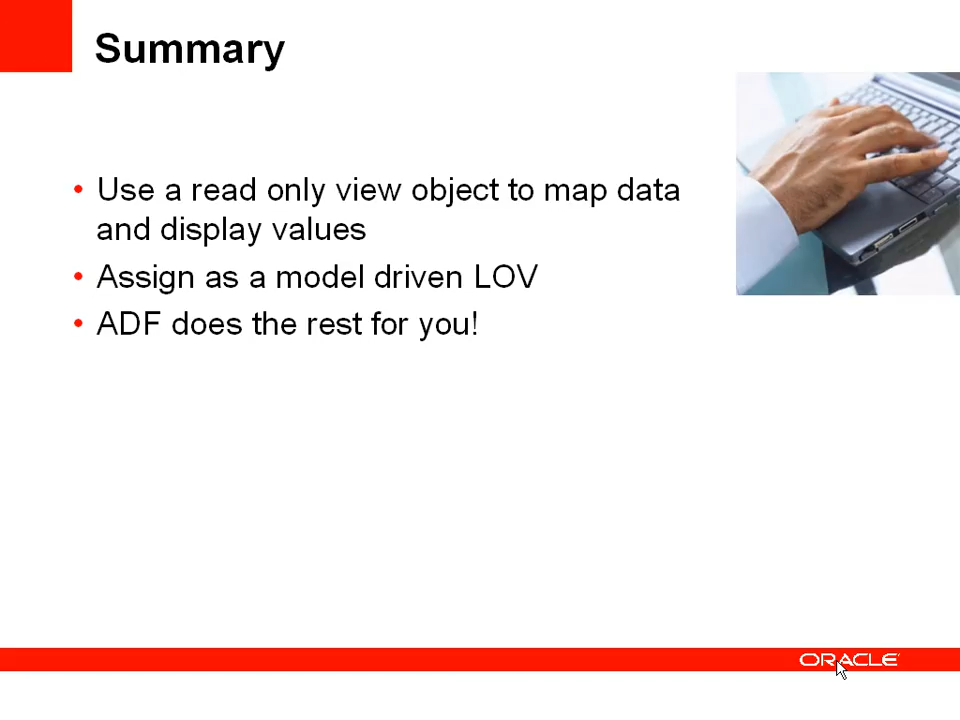 Summary
• Use a read only view object to map data
and display values
• Assign as a model driven LOV
• ADF does the rest for you!
ORACLE